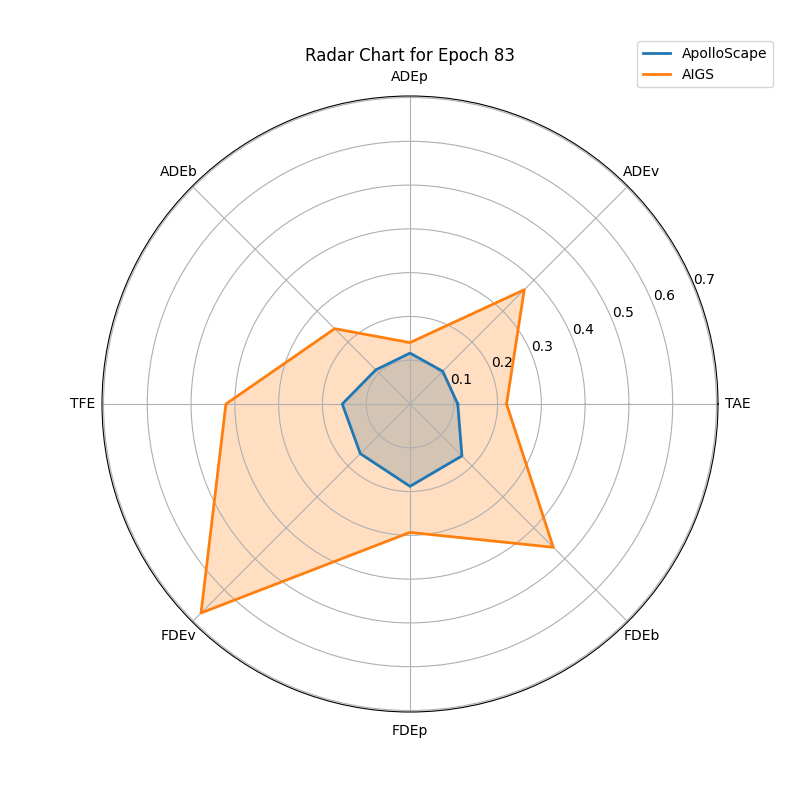 Radar Chart for Epoch 83
ApolloScape
AIGS
ADEp
ADEb
ADEv
0.7
0.6
0.5
0.4
0.3
0.2
0.1
TFE
TAE
FDEv
FDEb
FDEp